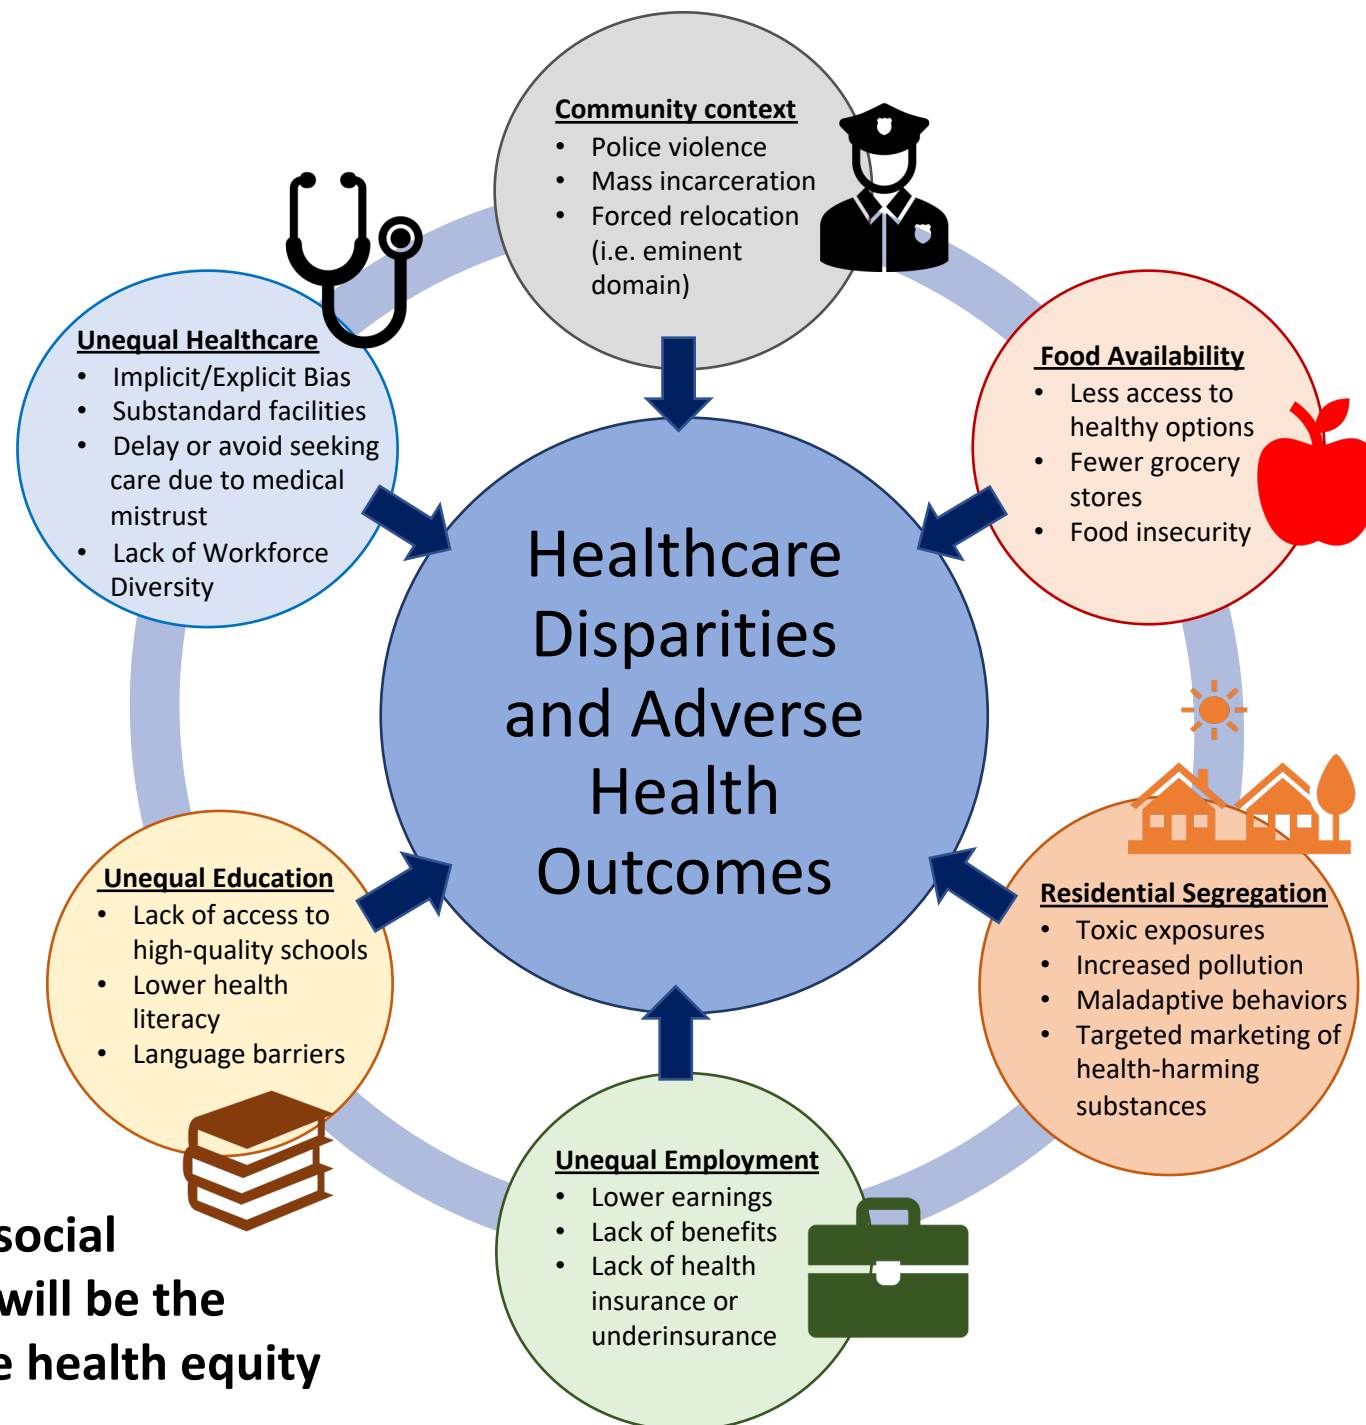 Community context
• Police violence
• Mass incarceration
• Forced relocation
(i.e. eminent
domain)
Food Availability
• Less access to
healthy options
• Fewer grocery
stores
• Food insecurity
Residential Segregation
• Toxic exposures
• Increased pollution
• Maladaptive behaviors
• Targeted marketing of
health-harming
substances
Unequal Employment
• Lower earnings
• Lack of benefits
• Lack of health
insurance or
underinsurance
Unequal Education
• Lack of access to
high-quality schools
• Lower health
literacy
• Language barriers
Unequal Healthcare
• Implicit/Explicit Bias
• Substandard facilities
• Delay or avoid seeking
care due to medical
mistrust
• Lack of Workforce
Diversity
Healthcare
Disparities
and Adverse
Health
Outcomes
social
will be the
e health equity